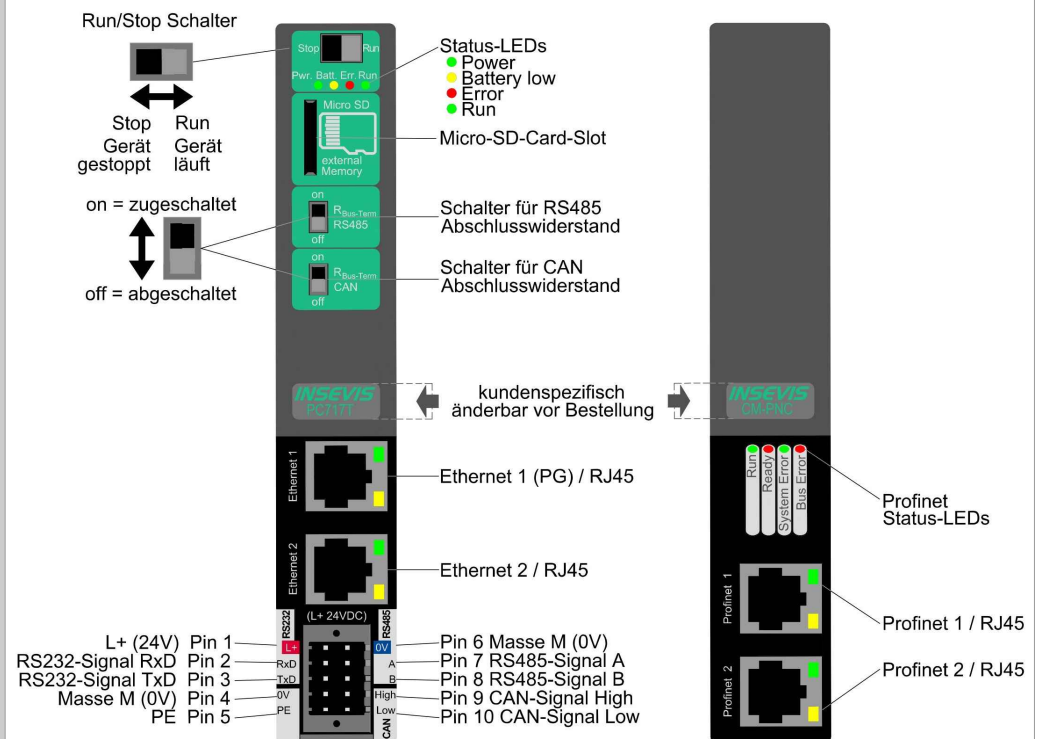 Run/Stop Schalter
Stop Run
Gerät Gerät
gestoppt läuft
on = zugeschaltet
off = abgeschaltet
Stop Run
Pwr. Batt. Err. Run
Micro SD
external
Memory
on
RBus-Term
RS485
off
on
RBus-Term
CAN
off
Status-LEDs
Power
Battery low
Error
Run
Micro-SD-Card-Slot
Schalter für RS485
Abschlusswiderstand
Schalter für CAN
Abschlusswiderstand
INSEVIS
PC717T
kundenspezifisch
änderbar vor Bestellung
INSEVIS
CM-PNC
Ethernet 1
Ethernet 1 (PG) / RJ45
Ethernet 2
Ethernet 2 / RJ45
Run
Ready
System Error
Bus Error
Profinet
Status-LEDs
Profinet 1
Profinet 1 / RJ45
Profinet 2
Profinet 2 / RJ45
RS232
(L+ 24VDC)
RS485
L+ (24V) Pin 1
RS232-Signal RxD Pin 2
RS232-Signal TxD Pin 3
Masse M (0V) Pin 4
PE Pin 5
L+
RxD
TxD
0V
PE
0V
A
B
High
Low
CAN
Pin 6 Masse M (0V)
Pin 7 RS485-Signal A
Pin 8 RS485-Signal B
Pin 9 CAN-Signal High
Pin 10 CAN-Signal Low